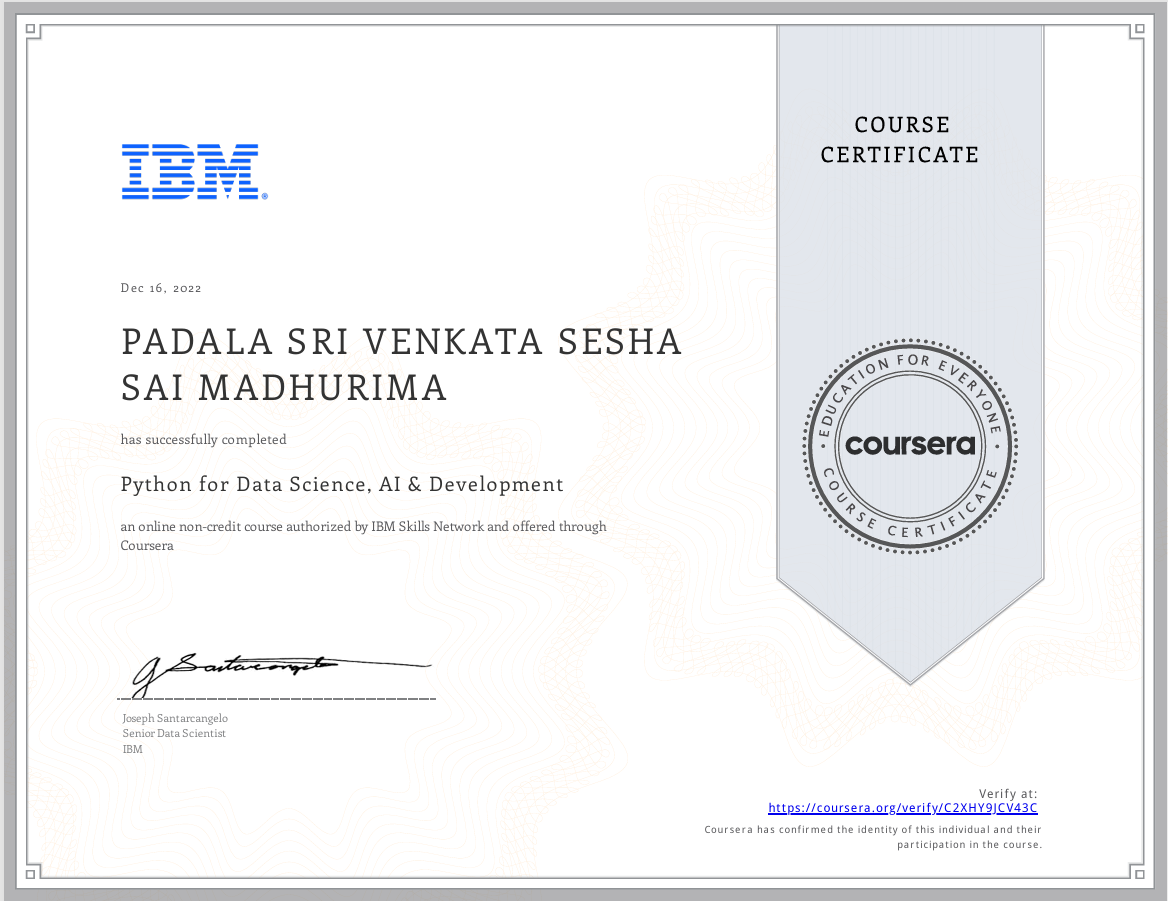 COURSE
CERTIFICATE
IBM®
Dec 16, 2022
PADALA SRI VENKATA SESHA
SAI MADHURIMA
has successfully completed
Python for Data Science, AI & Development
an online non-credit course authorized by IBM Skills Network and offered through
Coursera
EDUCATION FOR EVERYONE
coursera
COURSE CERTIFICATE
J Santarcangelo
Joseph Santarcangelo
Senior Data Scientist
IBM
Verify at:
https://coursera.org/verify/C2XHY9JCV43C
Coursera has confirmed the identity of this individual and their
participation in the course.